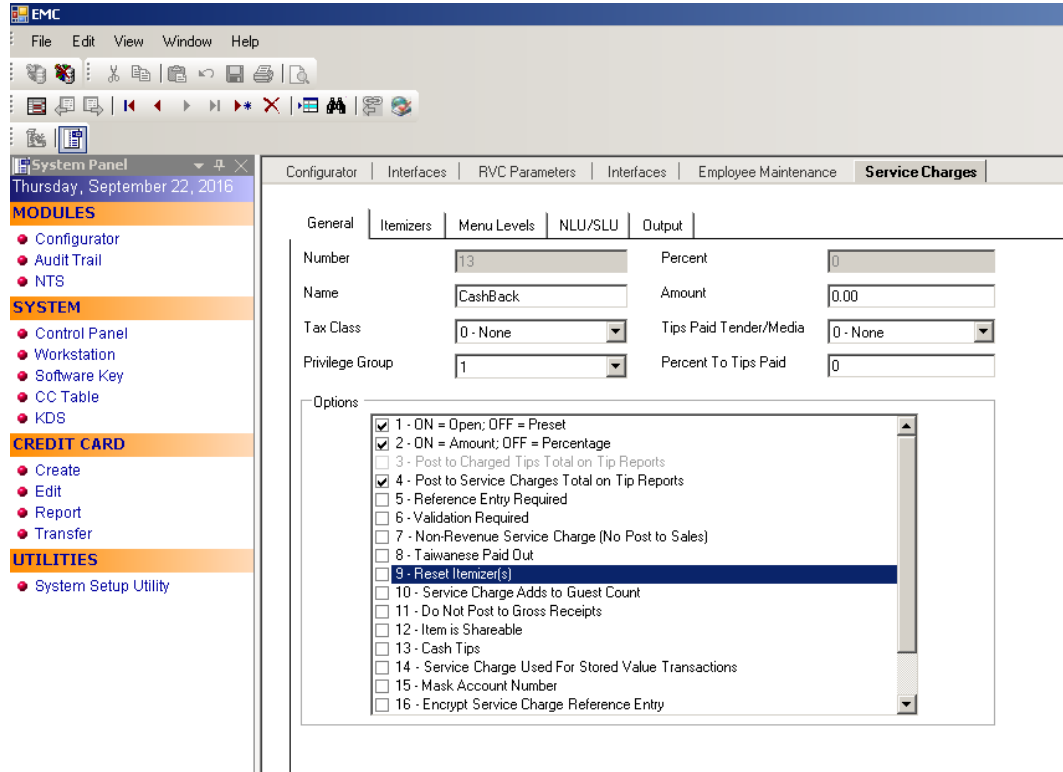 EMC
File Edit View Window Help
System Panel
Thursday, September 22, 2016
MODULES
Configurator
Audit Trail
NTS
SYSTEM
Control Panel
Workstation
Software Key
CC Table
KDS
CREDIT CARD
Create
Edit
Report
Transfer
UTILITIES
System Setup Utility
Configurator Interfaces RVC Parameters Interfaces Employee Maintenance Service Charges
General Itemizers Menu Levels NLU/SLU Output
Number 13 Percent 0
Name CashBack Amount 0.00
Tax Class 0 - None Tips Paid Tender/Media 0 - None
Privilege Group 1 Percent To Tips Paid 0
Options
1 - ON = Open; OFF = Preset
2 - ON = Amount; OFF = Percentage
3 - Post to Charged Tips Total on Tip Reports
4 - Post to Service Charges Total on Tip Reports
5 - Reference Entry Required
6 - Validation Required
7 - Non-Revenue Service Charge (No Post to Sales)
8 - Taiwanese Paid Out
9 - Reset Itemizer(s)
10 - Service Charge Adds to Guest Count
11 - Do Not Post to Gross Receipts
12 - Item is Shareable
13 - Cash Tips
14 - Service Charge Used For Stored Value Transactions
15 - Mask Account Number
16 - Encrypt Service Charge Reference Entry